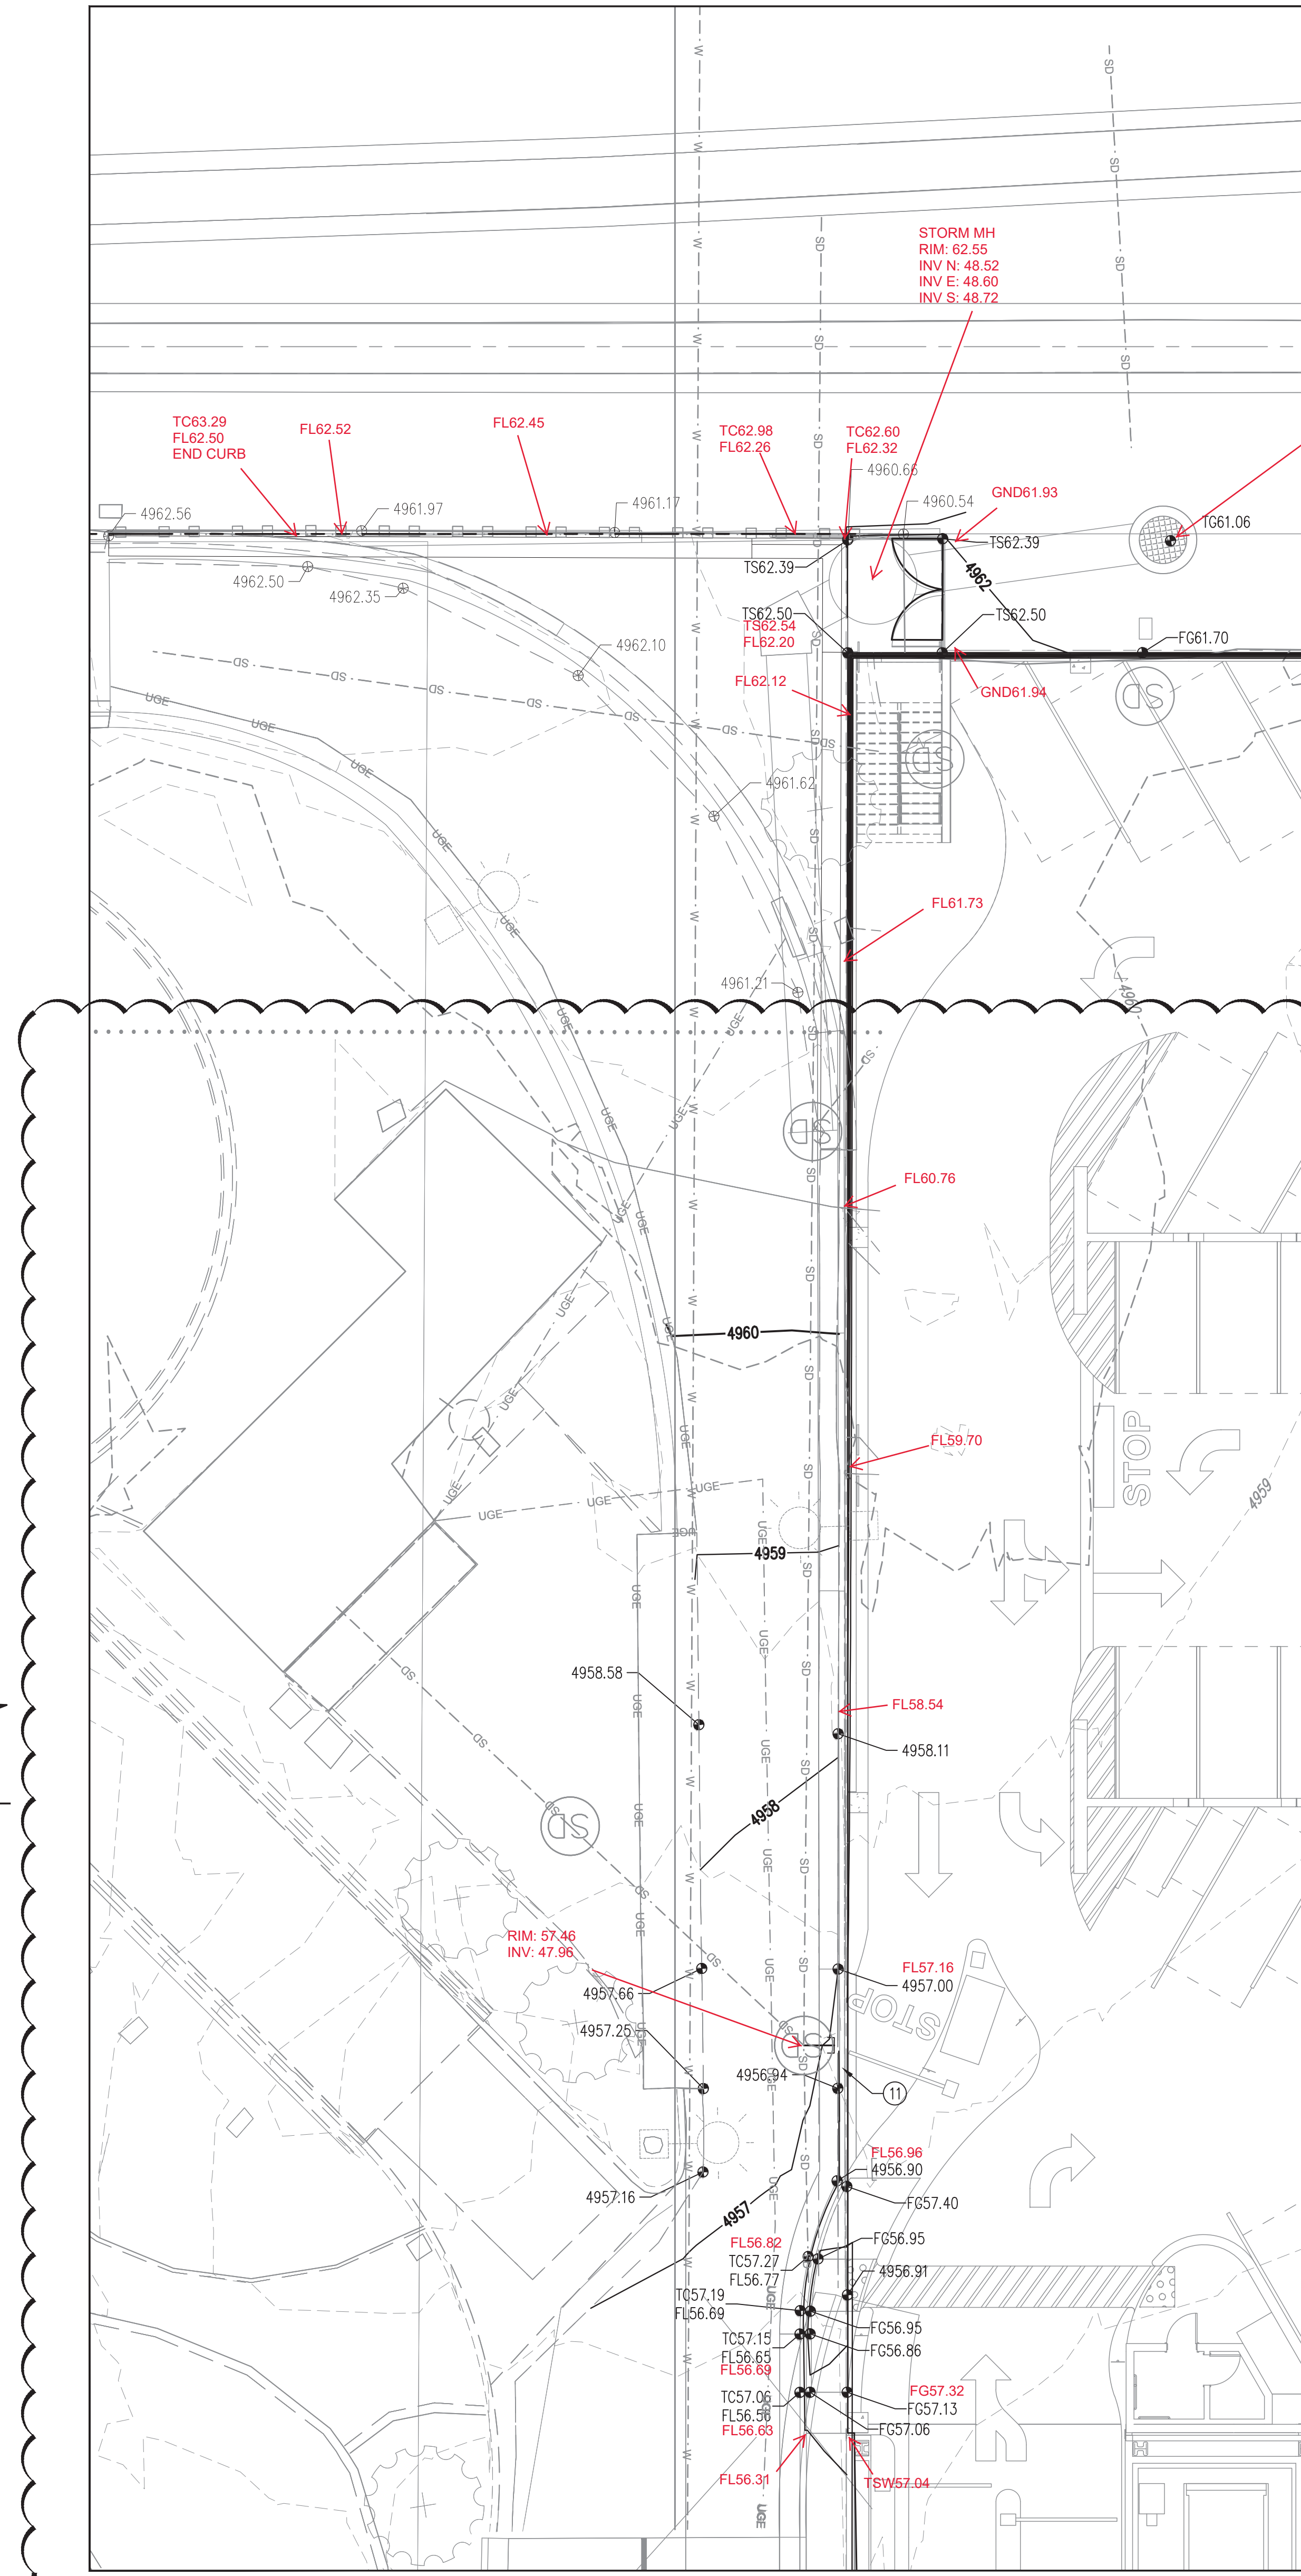 STORM MH
RIM: 62.55
INV N: 48.52
INV E: 48.60
INV S: 48.72
TC63.29
FL62.50
END CURB
FL62.52
FL62.45
TC62.98
FL62.26
TC62.60
FL62.32
4960.66
4960.54
GND61.93
4962.56
4961.97
4961.17
TG61.06
TS62.39
TS62.39
4962
4962.50
4962.35
TS62.50
TS62.54
FL62.20
TS62.50
FG61.70
4962.10
FL62.12
GND61.94
SD
SD
4961.62
FL61.73
4961.21
4960
SD
FL60.76
4960
STOP
FL59.70
4959
4959
4958.58
FL58.54
4958.11
4958
SD
RIM: 57.46
INV: 47.96
FL57.16
4957.00
4957.66
STOP
4957.25
SD
4956.94
11
FL56.96
4956.90
4957.16
FG57.40
4957
FL56.82
TC57.27
FL56.77
FG56.95
4956.91
TC57.19
FL56.69
FG56.95
TC57.15
FL56.65
FL56.69
FG56.86
TC57.06
FL56.56
FL56.63
FG57.32
FG57.13
FG57.06
FL56.31
TSW57.04
W
SD
UGE